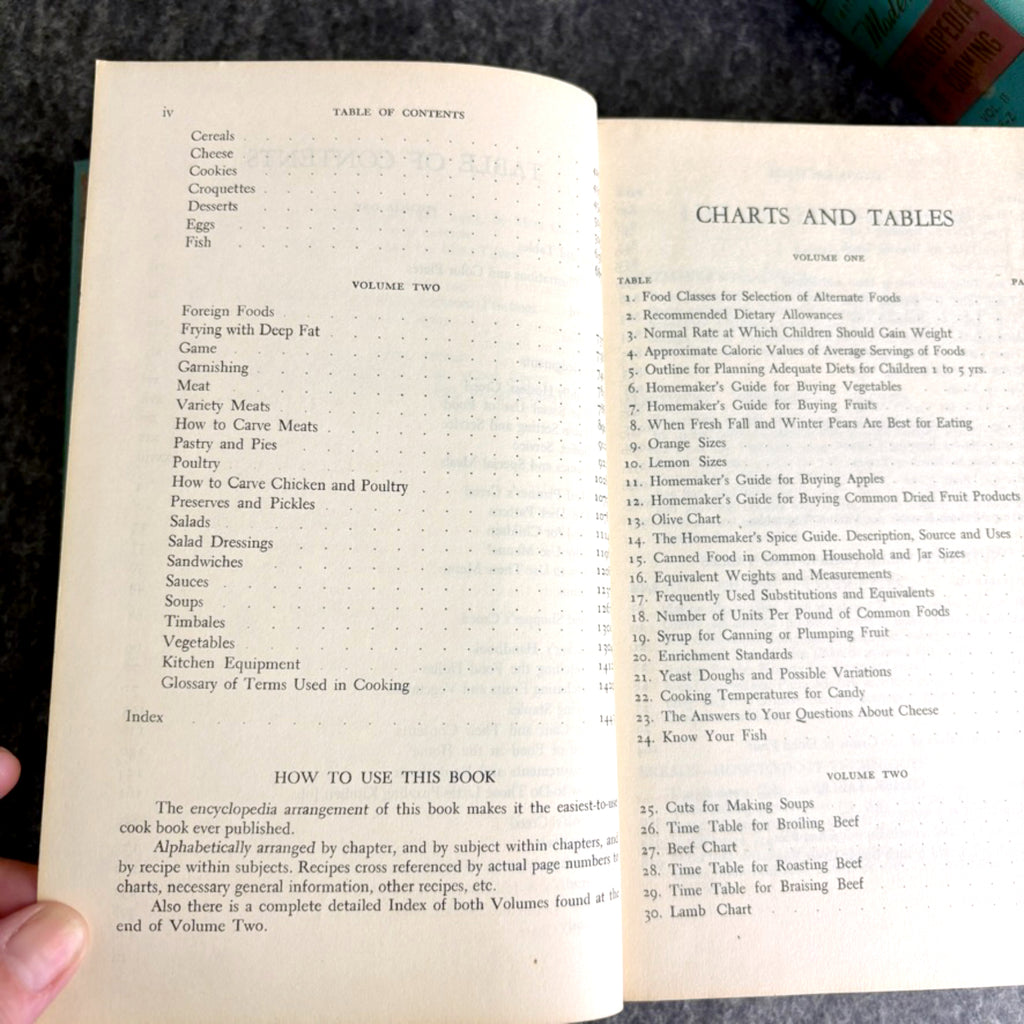 iv TABLE OF CONTENTS
Cereals
Cheese
Cookies
Croquettes
Desserts
Eggs
Fish
VOLUME TWO
Foreign Foods
Frying with Deep Fat
Game
Garnishing
Meat
Variety Meats
How to Carve Meats
Pastry and Pies
Poultry
How to Carve Chicken and Poultry
Preserves and Pickles
Salads
Salad Dressings
Sandwiches
Sauces
Soups
Timbales
Vegetables
Kitchen Equipment
Glossary of Terms Used in Cooking
Index
HOW TO USE THIS BOOK
The encyclopedia arrangement of this book makes it the easiest-to-use
cook book ever published.
Alphabetically arranged by chapter, and by subject within chapters, and
by recipe within subjects. Recipes cross referenced by actual page numbers to
charts, necessary general information, other recipes, etc.
Also there is a complete detailed Index of both Volumes found at the
end of Volume Two.
CHARTS AND TABLES
VOLUME ONE
TABLE
1. Food Classes for Selection of Alternate Foods
2. Recommended Dietary Allowances
3. Normal Rate at Which Children Should Gain Weight
4. Approximate Caloric Values of Average Servings of Foods
5. Outline for Planning Adequate Diets for Children 1 to 5 yrs.
6. Homemaker's Guide for Buying Vegetables
7. Homemaker's Guide for Buying Fruits
8. When Fresh Fall and Winter Pears Are Best for Eating
9. Orange Sizes
10. Lemon Sizes
11. Homemaker's Guide for Buying Apples
12. Homemaker's Guide for Buying Common Dried Fruit Products
13. Olive Chart
14. The Homemaker's Spice Guide. Description, Source and Uses
15. Canned Food in Common Household and Jar Sizes
16. Equivalent Weights and Measurements
17. Frequently Used Substitutions and Equivalents
18. Number of Units Per Pound of Common Foods
19. Syrup for Canning or Plumping Fruit
20. Enrichment Standards
21. Yeast Doughs and Possible Variations
22. Cooking Temperatures for Candy
23. The Answers to Your Questions About Cheese
24. Know Your Fish
VOLUME TWO
25. Cuts for Making Soups
26. Time Table for Broiling Beef
27. Beef Chart
28. Time Table for Roasting Beef
29. Time Table for Braising Beef
30. Lamb Chart
COOKING
VOL. II